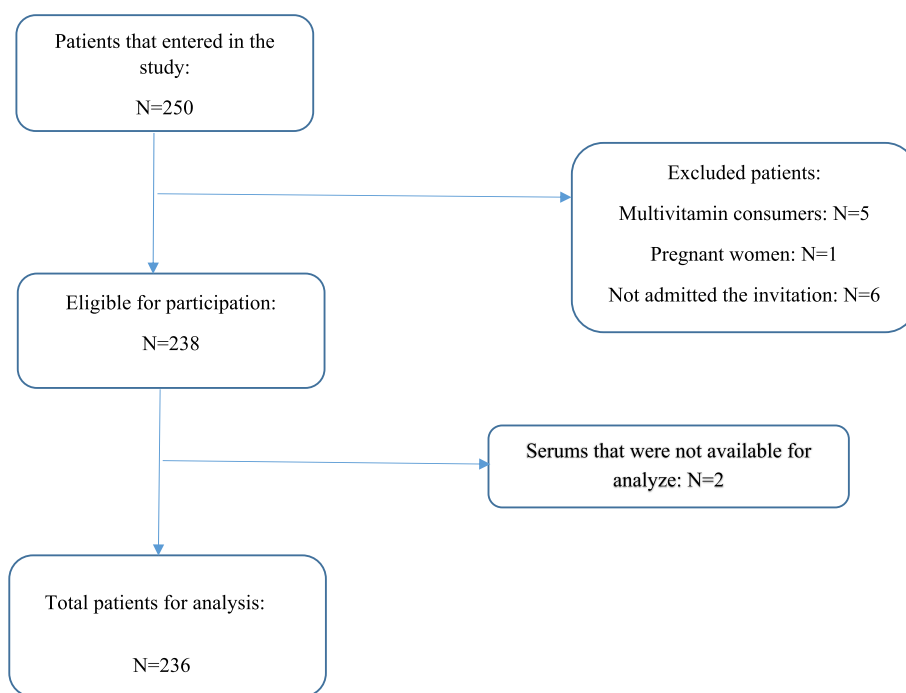 Patients that entered in the
study:
N=250
Excluded patients:
Multivitamin consumers: N=5
Pregnant women: N=1
Not admitted the invitation: N=6
Eligible for participation:
N=238
Serums that were not available for
analyze: N=2
Total patients for analysis:
N=236